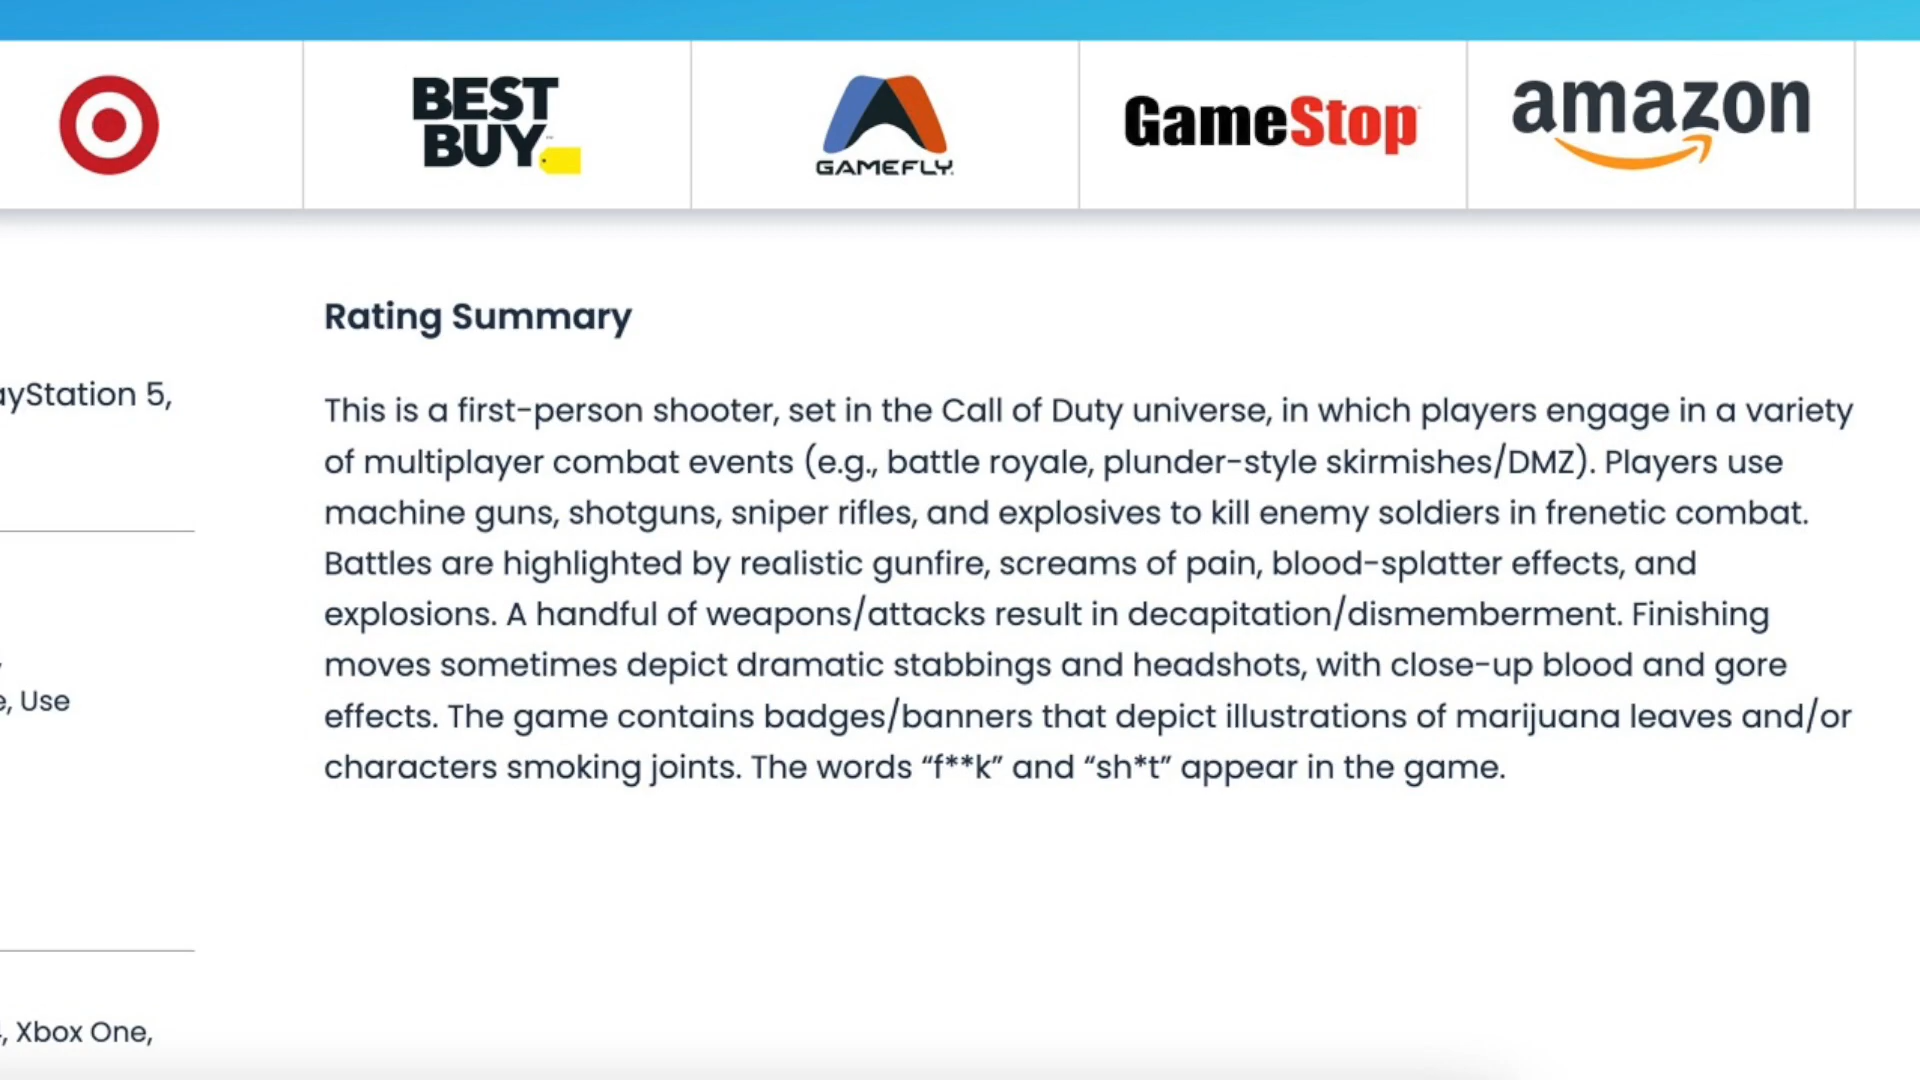 BEST
BUY
GAMEFLY
GameStop
amazon
Rating Summary
ayStation 5,
This is a first-person shooter, set in the Call of Duty universe, in which players engage in a variety
of multiplayer combat events (e.g., battle royale, plunder-style skirmishes/DMZ). Players use
machine guns, shotguns, sniper rifles, and explosives to kill enemy soldiers in frenetic combat.
Battles are highlighted by realistic gunfire, screams of pain, blood-splatter effects, and
explosions. A handful of weapons/attacks result in decapitation/dismemberment. Finishing
moves sometimes depict dramatic stabbings and headshots, with close-up blood and gore
effects. The game contains badges/banners that depict illustrations of marijuana leaves and/or
characters smoking joints. The words “f**k” and “sh*t” appear in the game.
e, Use
, Xbox One,